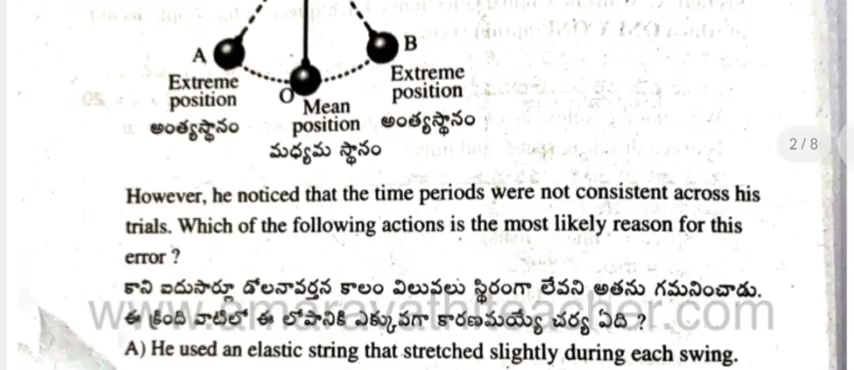 A
B
Extreme
position
అంత్యస్థానం
O
Mean
position
మధ్యమ స్థానం
Extreme
position
అంత్యస్థానం
2/8
However, he noticed that the time periods were not consistent across his
trials. Which of the following actions is the most likely reason for this
error ?
కాని ఐదుసార్లూ డోలనావర్తన కాలం విలువలు స్థిరంగా లేవని అతను గమనించాడు.
ఈ క్రింది వాటిలో ఈ లోపానికి ఎక్కువగా కారణమయ్యే చర్య ఏది ?
www.amaravathiteacher.com
A) He used an elastic string that stretched slightly during each swing.